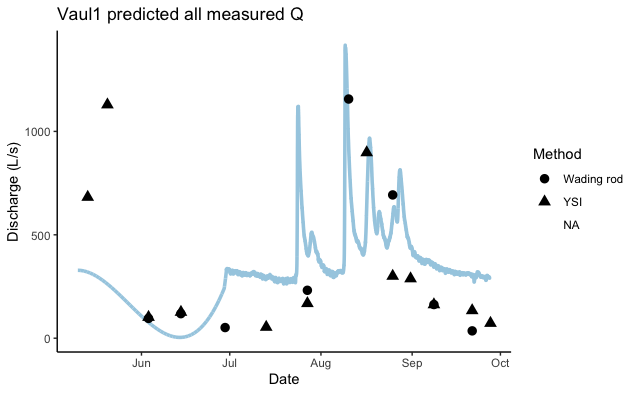 Vaul1 predicted all measured Q
Discharge (L/s)
1000
500
0
Jun Jul Aug Sep Oct
Date
Method
Wading rod
YSI
NA